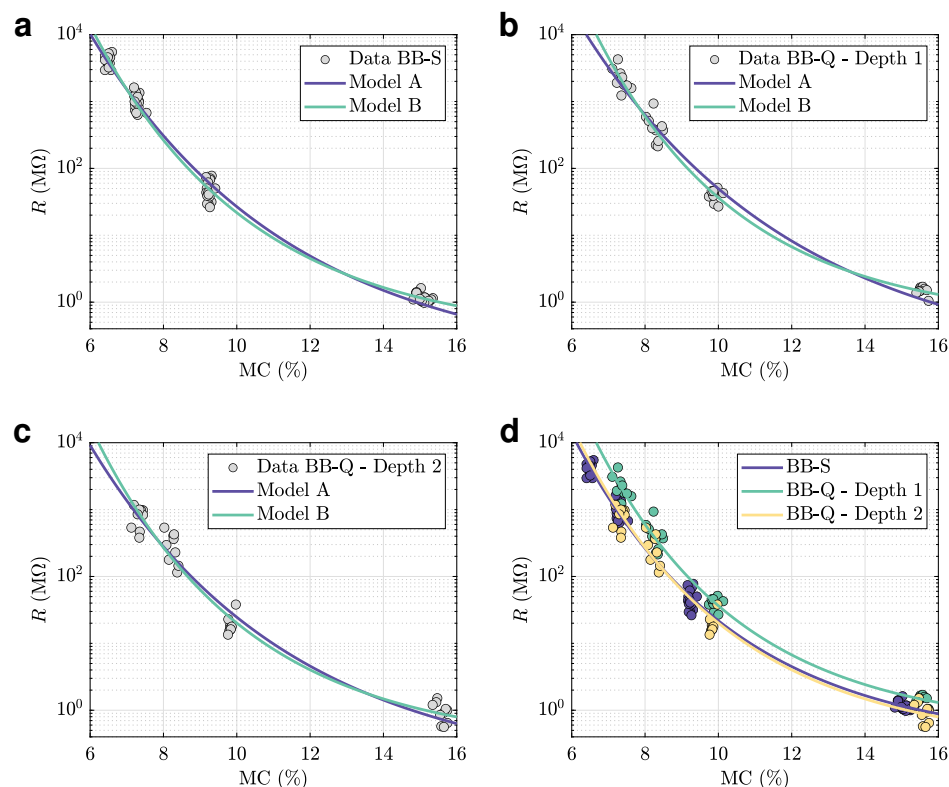 a
10^4
10^2
10^0
R (MΩ)
6 8 10 12 14 16
MC (%)
Data BB-S
Model A
Model B
b
10^4
10^2
10^0
R (MΩ)
6 8 10 12 14 16
MC (%)
Data BB-Q - Depth 1
Model A
Model B
c
10^4
10^2
10^0
R (MΩ)
6 8 10 12 14 16
MC (%)
Data BB-Q - Depth 2
Model A
Model B
d
10^4
10^2
10^0
R (MΩ)
6 8 10 12 14 16
MC (%)
BB-S
BB-Q - Depth 1
BB-Q - Depth 2